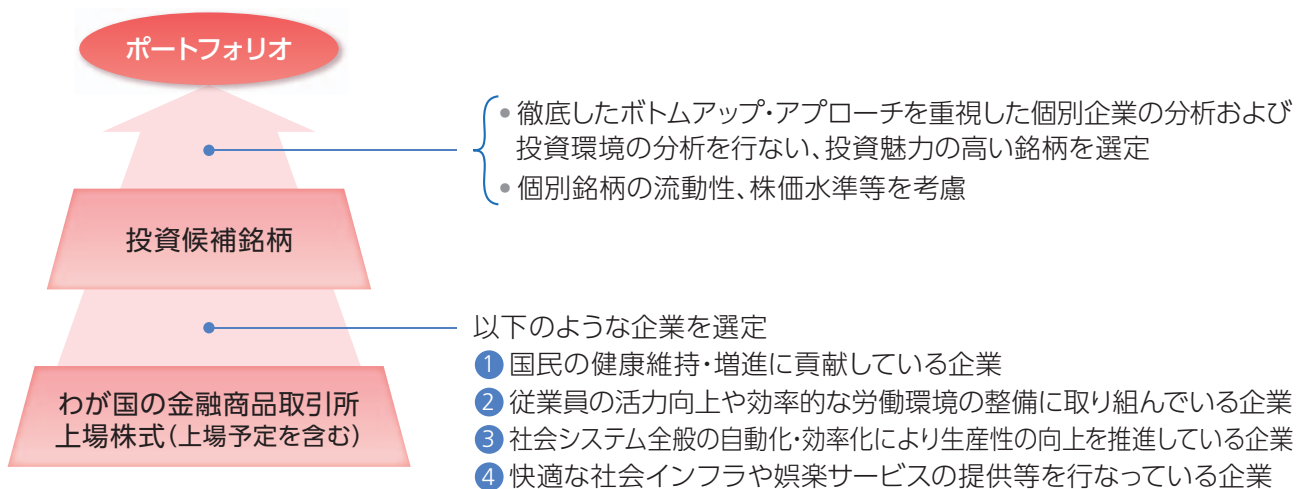 ポートフォリオ
• 徹底したボトムアップ・アプローチを重視した個別企業の分析および
投資環境の分析を行ない、投資魅力の高い銘柄を選定
• 個別銘柄の流動性、株価水準等を考慮
投資候補銘柄
以下のような企業を選定
1 国民の健康維持・増進に貢献している企業
2 従業員の活力向上や効率的な労働環境の整備に取り組んでいる企業
3 社会システム全般の自動化・効率化により生産性の向上を推進している企業
4 快適な社会インフラや娯楽サービスの提供等を行なっている企業
わが国の金融商品取引所
上場株式(上場予定を含む)